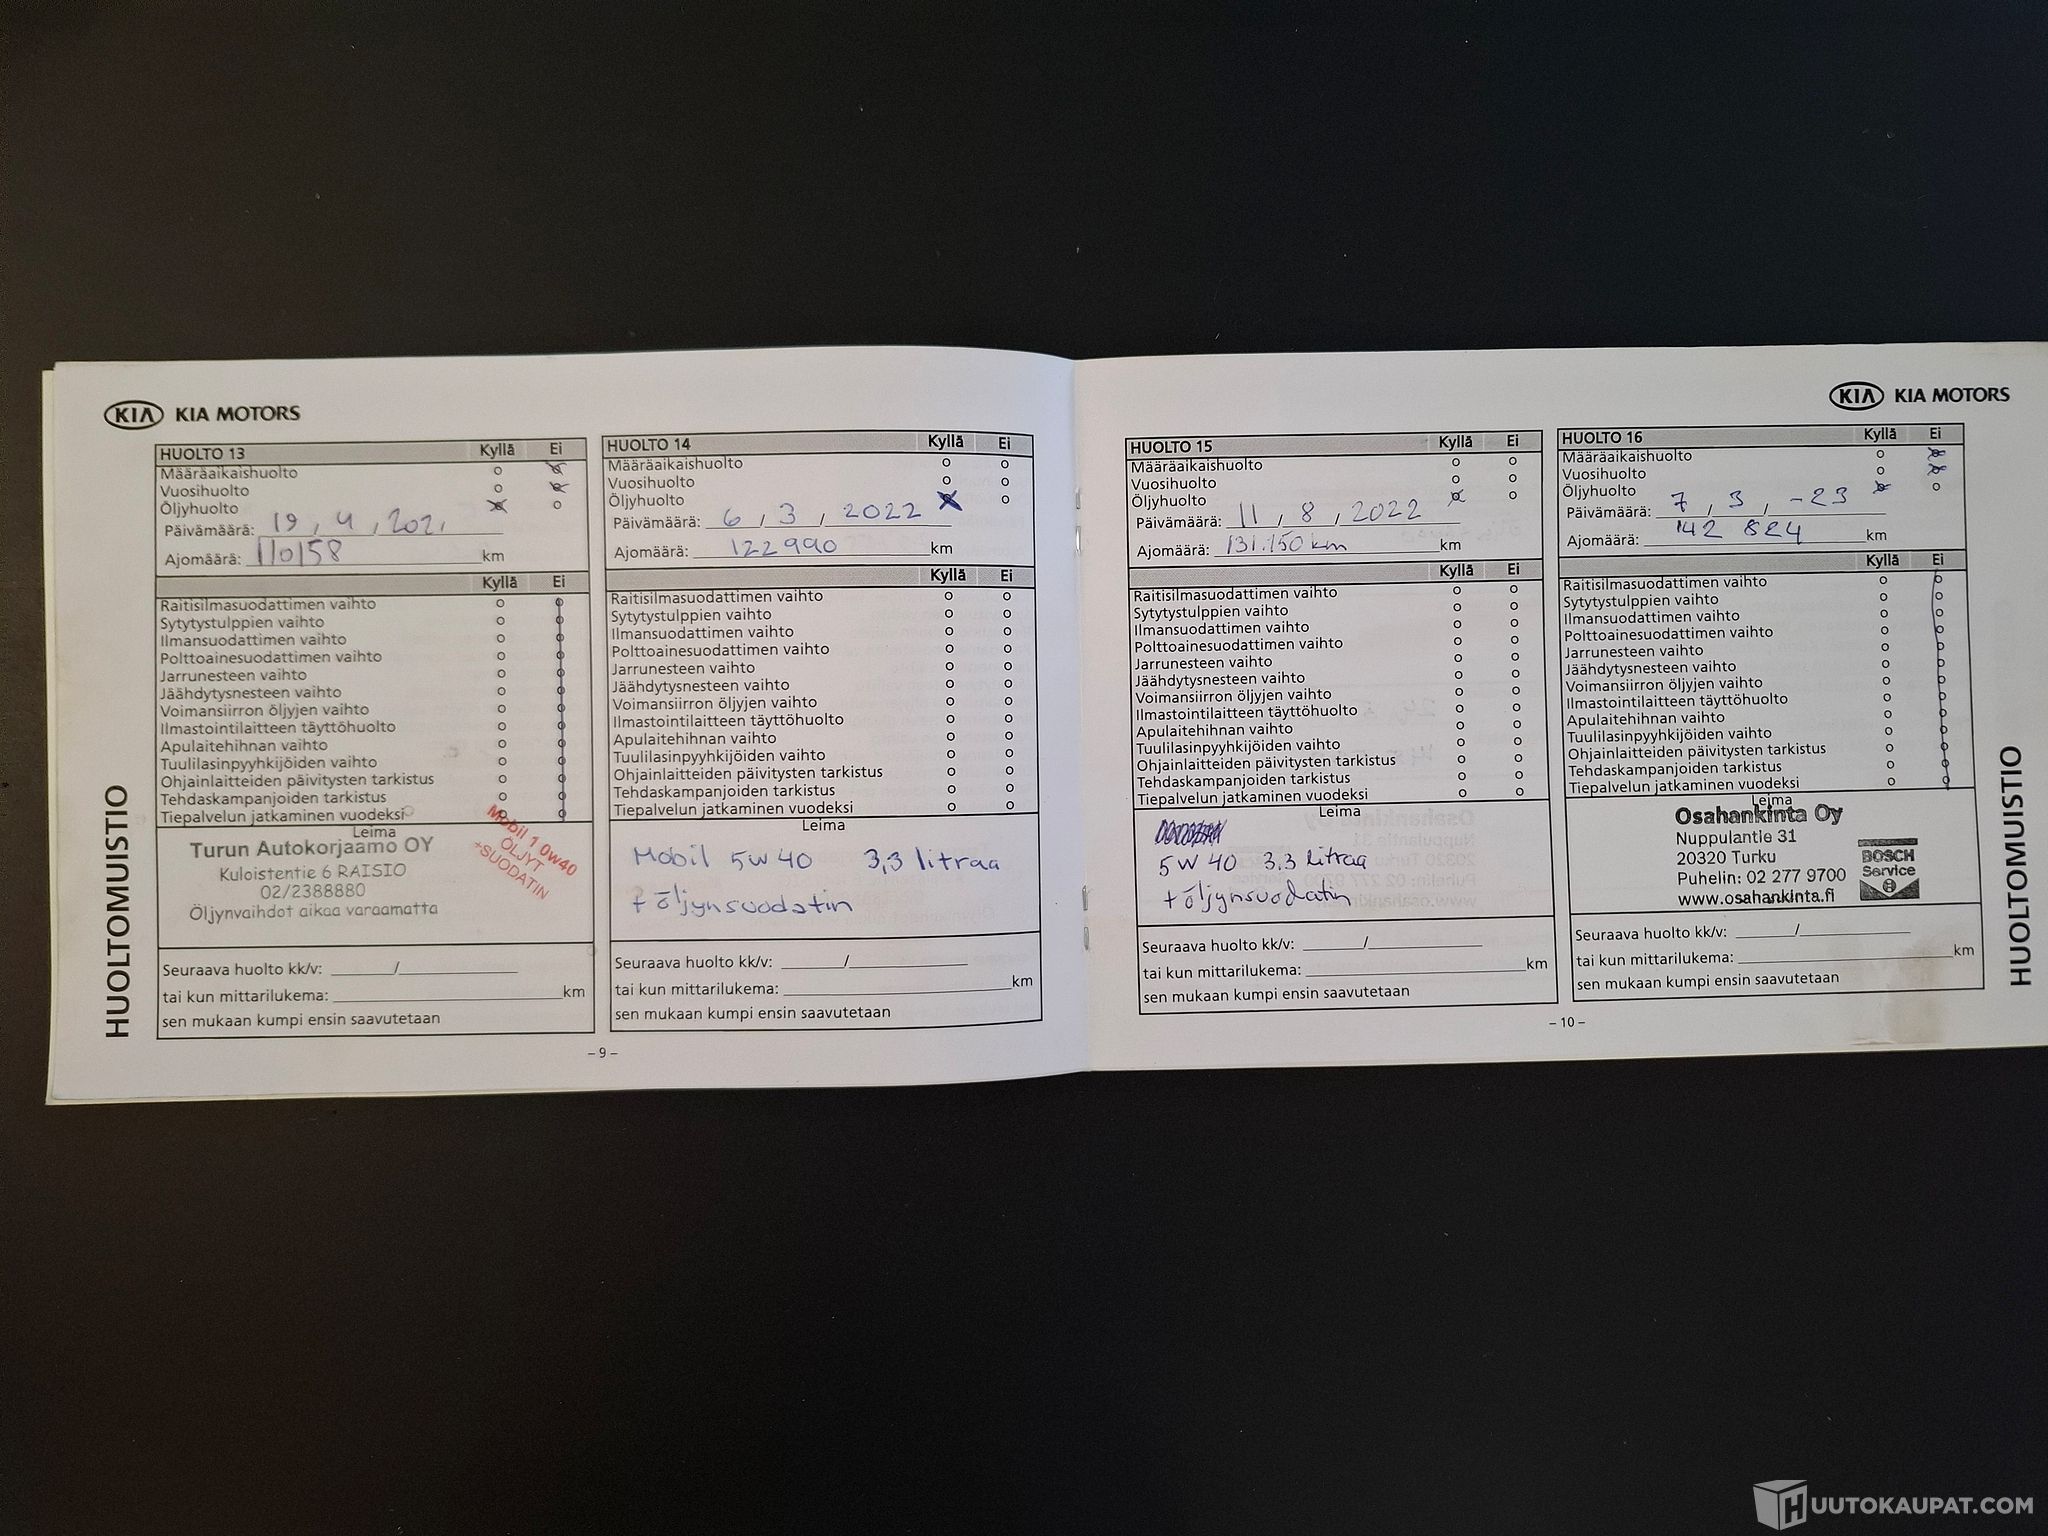 KIA KIA MOTORS
HUOLTOMUISTIO
HUOLTO 13 Kyllä Ei
Määräaikaishuolto
Vuosihuolto
Öljyhuolto
Päivämäärä: 19, 4, 2021
Ajomäärä: 110158 km
Kyllä Ei
Raitisilmasuodattimen vaihto
Sytytystulppien vaihto
Ilmansuodattimen vaihto
Polttoainesuodattimen vaihto
Jarrunesteen vaihto
Jäähdytysnesteen vaihto
Voimansiirron öljyjen vaihto
Ilmastointilaitteen täyttöhuolto
Apulaitehihnan vaihto
Tuulilasinpyyhkijöiden vaihto
Ohjainlaitteiden päivitysten tarkistus
Tehdaskampanjoiden tarkistus
Tiepalvelun jatkaminen vuodeksi
Leima
Turun Autokorjaamo OY
Kuloistentie 6 RAISIO
02/2388880
Öljynvaihdot aikaa varaamatta
Mobil 1 0w40
ÖLJYT
+SUODATIN
Seuraava huolto kk/v: ______/______
tai kun mittarilukema: ______km
sen mukaan kumpi ensin saavutetaan
HUOLTO 14 Kyllä Ei
Määräaikaishuolto
Vuosihuolto
Öljyhuolto
Päivämäärä: 6 / 3 / 2022
Ajomäärä: 122990 km
Kyllä Ei
Raitisilmasuodattimen vaihto
Sytytystulppien vaihto
Ilmansuodattimen vaihto
Polttoainesuodattimen vaihto
Jarrunesteen vaihto
Jäähdytysnesteen vaihto
Voimansiirron öljyjen vaihto
Ilmastointilaitteen täyttöhuolto
Apulaitehihnan vaihto
Tuulilasinpyyhkijöiden vaihto
Ohjainlaitteiden päivitysten tarkistus
Tehdaskampanjoiden tarkistus
Tiepalvelun jatkaminen vuodeksi
Leima
Mobil 5W40 3,3 litraa
+ öljynsuodatin
Seuraava huolto kk/v: ______/______
tai kun mittarilukema: ______km
sen mukaan kumpi ensin saavutetaan
– 9 –
KIA KIA MOTORS
HUOLTO 15 Kyllä Ei
Määräaikaishuolto
Vuosihuolto
Öljyhuolto
Päivämäärä: 11 / 8 / 2022
Ajomäärä: 131.150 km km
Kyllä Ei
Raitisilmasuodattimen vaihto
Sytytystulppien vaihto
Ilmansuodattimen vaihto
Polttoainesuodattimen vaihto
Jarrunesteen vaihto
Jäähdytysnesteen vaihto
Voimansiirron öljyjen vaihto
Ilmastointilaitteen täyttöhuolto
Apulaitehihnan vaihto
Tuulilasinpyyhkijöiden vaihto
Ohjainlaitteiden päivitysten tarkistus
Tehdaskampanjoiden tarkistus
Tiepalvelun jatkaminen vuodeksi
Leima
5W40 3.3 litraa
+ öljynsuodatin
Seuraava huolto kk/v: ______/______
tai kun mittarilukema: ______km
sen mukaan kumpi ensin saavutetaan
HUOLTO 16 Kyllä Ei
Määräaikaishuolto
Vuosihuolto
Öljyhuolto
Päivämäärä: 7 / 3 / -23
Ajomäärä: 142 824 km
Kyllä Ei
Raitisilmasuodattimen vaihto
Sytytystulppien vaihto
Ilmansuodattimen vaihto
Polttoainesuodattimen vaihto
Jarrunesteen vaihto
Jäähdytysnesteen vaihto
Voimansiirron öljyjen vaihto
Ilmastointilaitteen täyttöhuolto
Apulaitehihnan vaihto
Tuulilasinpyyhkijöiden vaihto
Ohjainlaitteiden päivitysten tarkistus
Tehdaskampanjoiden tarkistus
Tiepalvelun jatkaminen vuodeksi
Leima
Osahankinta Oy
Nuppulantie 31
20320 Turku
Puhelin: 02 277 9700
www.osahankinta.fi
BOSCH
Service
Seuraava huolto kk/v: ______/______
tai kun mittarilukema: ______km
sen mukaan kumpi ensin saavutetaan
– 10 –
HUOLTOMUISTIO
HUUTOKAUPAT.COM